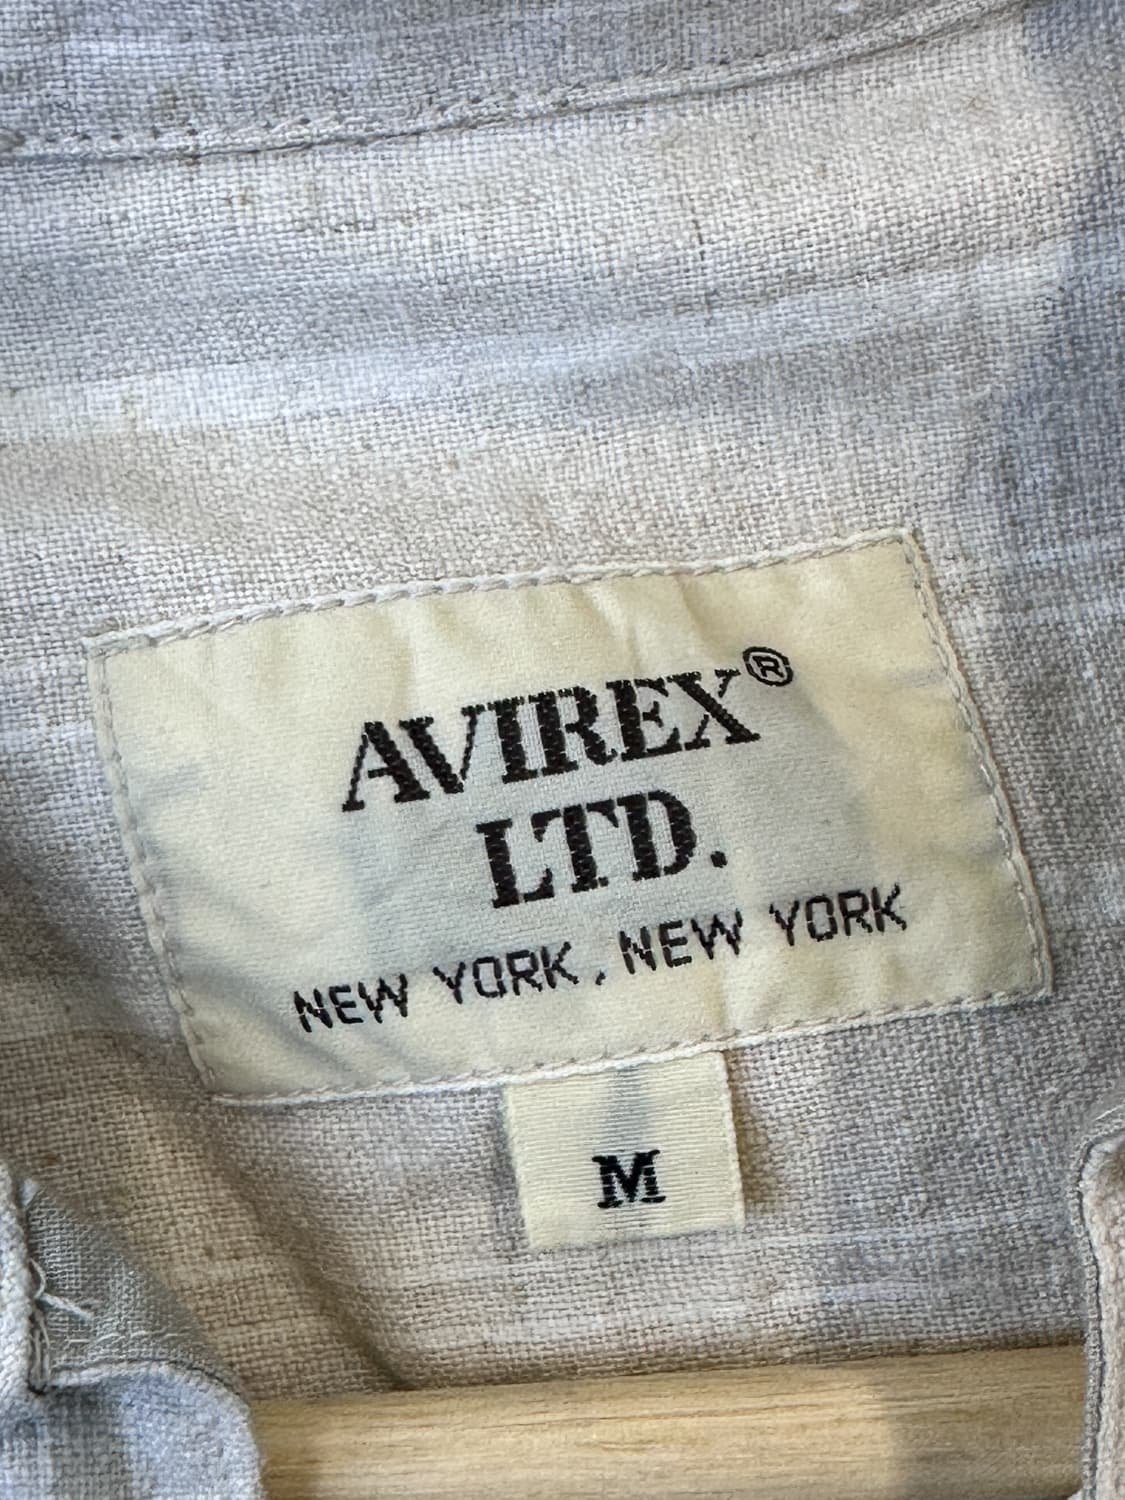 AVIREX®
LTD.
NEW YORK, NEW YORK
M